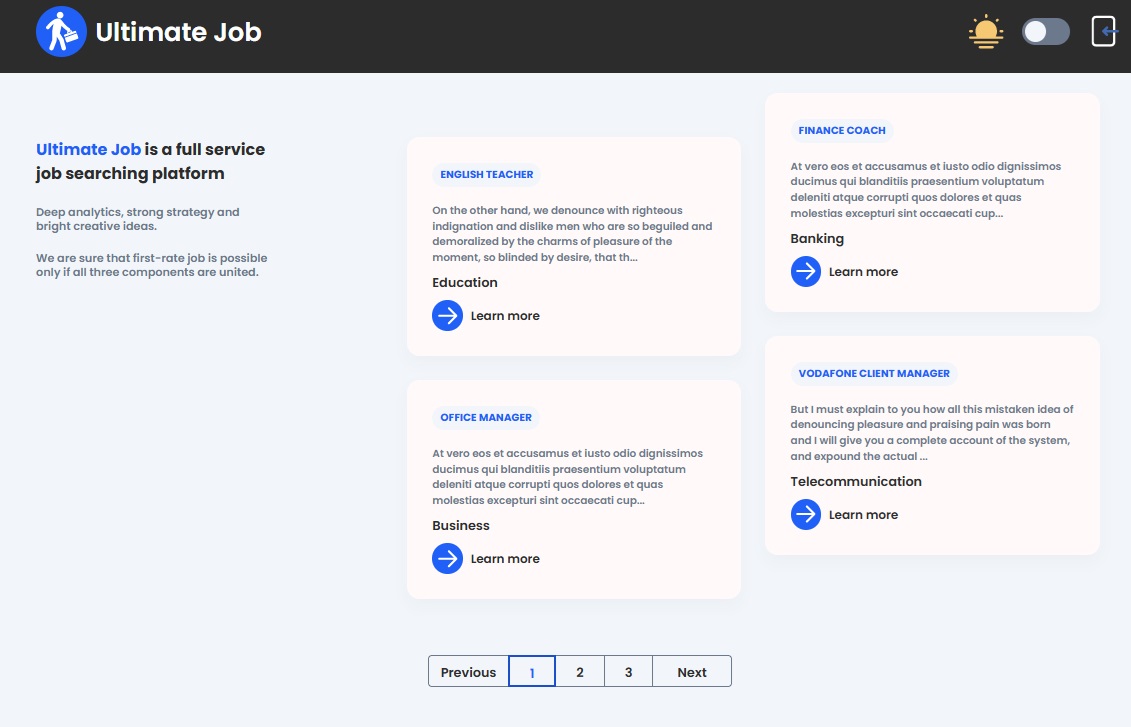 Ultimate Job
Ultimate Job is a full service
job searching platform
Deep analytics, strong strategy and
bright creative ideas.
We are sure that first-rate job is possible
only if all three components are united.
ENGLISH TEACHER
On the other hand, we denounce with righteous
indignation and dislike men who are so beguiled and
demoralized by the charms of pleasure of the
moment, so blinded by desire, that th...
Education
Learn more
OFFICE MANAGER
At vero eos et accusamus et iusto odio dignissimos
ducimus qui blanditiis praesentium voluptatum
deleniti atque corrupti quos dolores et quas
molestias excepturi sint occaecati cup...
Business
Learn more
FINANCE COACH
At vero eos et accusamus et iusto odio dignissimos
ducimus qui blanditiis praesentium voluptatum
deleniti atque corrupti quos dolores et quas
molestias excepturi sint occaecati cup...
Banking
Learn more
VODAFONE CLIENT MANAGER
But I must explain to you how all this mistaken idea of
denouncing pleasure and praising pain was born
and I will give you a complete account of the system,
and expound the actual ...
Telecommunication
Learn more
Previous 1 2 3 Next